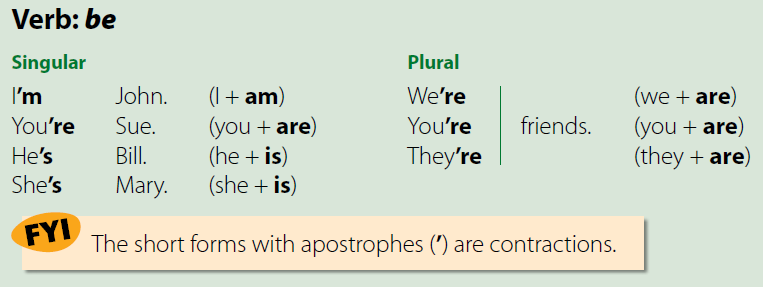 Verb: be
Singular Plural
I'm John. (I + am) We're (we + are)
You're Sue. (you + are) You're friends. (you + are)
He's Bill. (he + is) They're (they + are)
She's Mary. (she + is)
FYI The short forms with apostrophes (') are contractions.